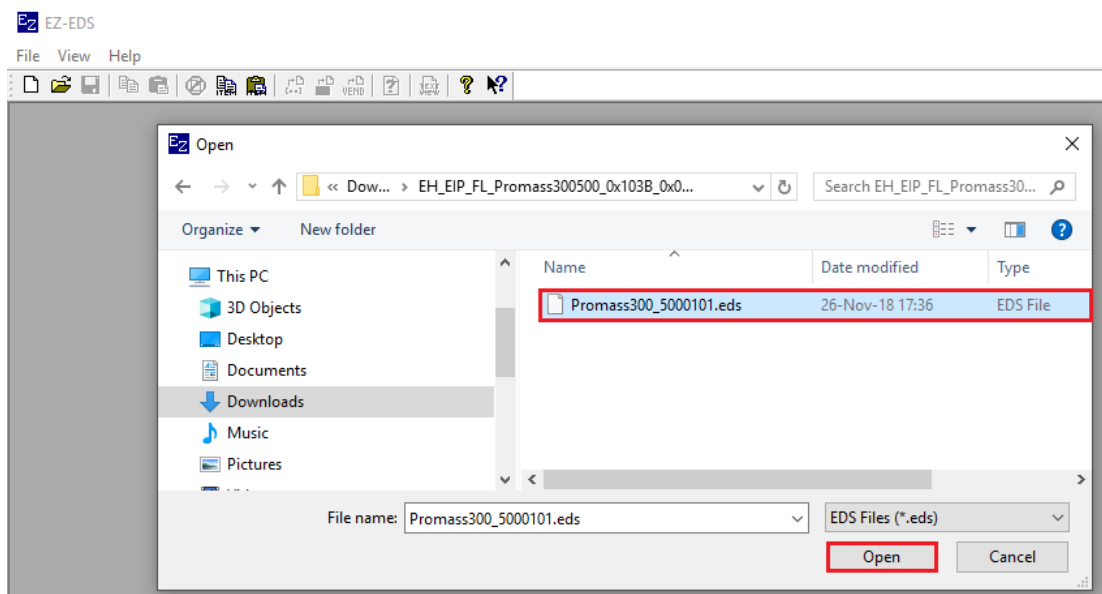 EZ EZ-EDS
File View Help
EZ Open
« Dow... › EH_EIP_FL_Promass300500_0x103B_0x0...
Search EH_EIP_FL_Promass30...
Organize New folder
This PC
3D Objects
Desktop
Documents
Downloads
Music
Pictures
Name Date modified Type
Promass300_5000101.eds 26-Nov-18 17:36 EDS File
File name: Promass300_5000101.eds EDS Files (*.eds)
Open Cancel